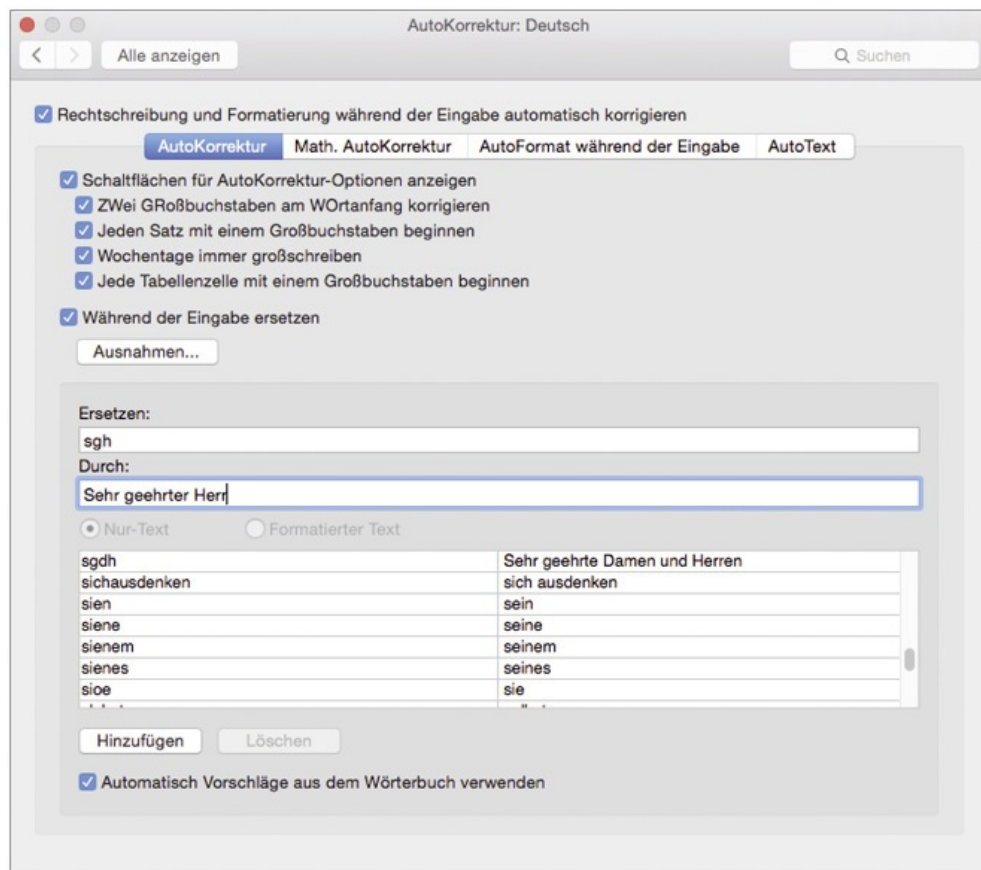 AutoKorrektur: Deutsch
Alle anzeigen
Suchen
Rechtschreibung und Formatierung während der Eingabe automatisch korrigieren
AutoKorrektur Math. AutoKorrektur AutoFormat während der Eingabe AutoText
Schaltflächen für AutoKorrektur-Optionen anzeigen
ZWei GRoßbuchstaben am WOrtanfang korrigieren
Jeden Satz mit einem Großbuchstaben beginnen
Wochentage immer großschreiben
Jede Tabellenzelle mit einem Großbuchstaben beginnen
Während der Eingabe ersetzen
Ausnahmen...
Ersetzen:
sgh
Durch:
Sehr geehrter Herr
Nur-Text Formatierter Text
sgdh Sehr geehrte Damen und Herren
sichausdenken sich ausdenken
sien sein
siene seine
sienem seinem
sienes seines
sioe sie
Hinzufügen Löschen
Automatisch Vorschläge aus dem Wörterbuch verwenden